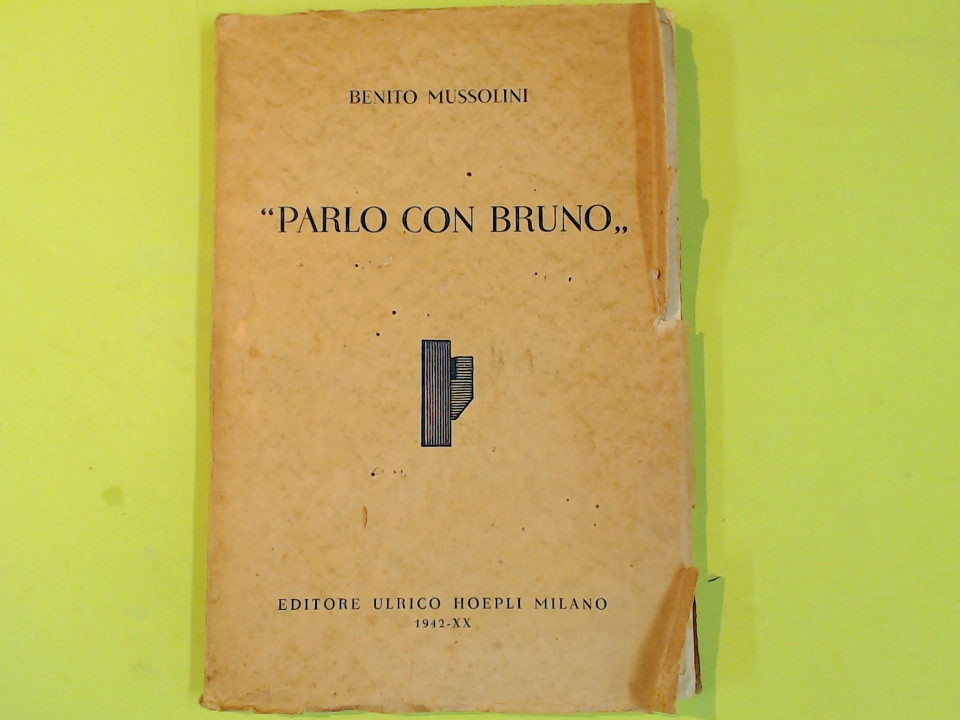 BENITO MUSSOLINI
“PARLO CON BRUNO„
EDITORE ULRICO HOEPLI MILANO
1942-XX